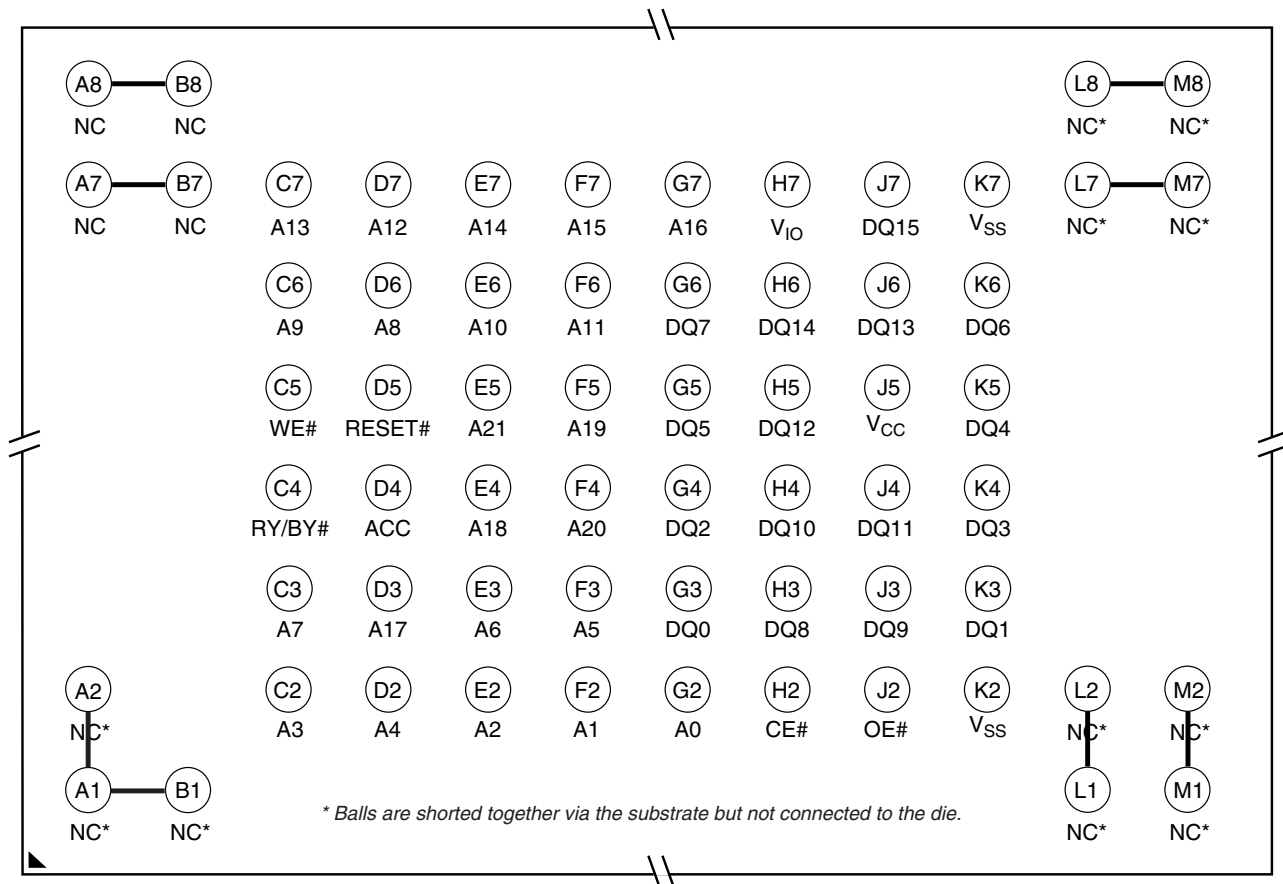 A8 B8 L8 M8
NC NC NC* NC*
A7 B7 C7 D7 E7 F7 G7 H7 J7 K7 L7 M7
NC NC A13 A12 A14 A15 A16 VIO DQ15 VSS NC* NC*
C6 D6 E6 F6 G6 H6 J6 K6
A9 A8 A10 A11 DQ7 DQ14 DQ13 DQ6
C5 D5 E5 F5 G5 H5 J5 K5
WE# RESET# A21 A19 DQ5 DQ12 VCC DQ4
C4 D4 E4 F4 G4 H4 J4 K4
RY/BY# ACC A18 A20 DQ2 DQ10 DQ11 DQ3
C3 D3 E3 F3 G3 H3 J3 K3
A7 A17 A6 A5 DQ0 DQ8 DQ9 DQ1
A2 C2 D2 E2 F2 G2 H2 J2 K2 L2 M2
NC* A3 A4 A2 A1 A0 CE# OE# VSS NC* NC*
A1 B1 L1 M1
NC* NC* NC* NC*
* Balls are shorted together via the substrate but not connected to the die.